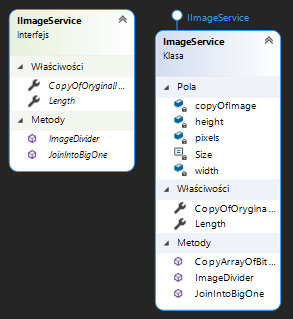 IImageService
Interfejs
Właściwości
CopyOfOryginall ...
Length
Metody
ImageDivider
JoinIntoBigOne
IImageService
ImageService
Klasa
Pola
copyOfImage
height
pixels
Size
width
Właściwości
CopyOfOrygina ...
Length
Metody
CopyArrayOfBit ...
ImageDivider
JoinIntoBigOne